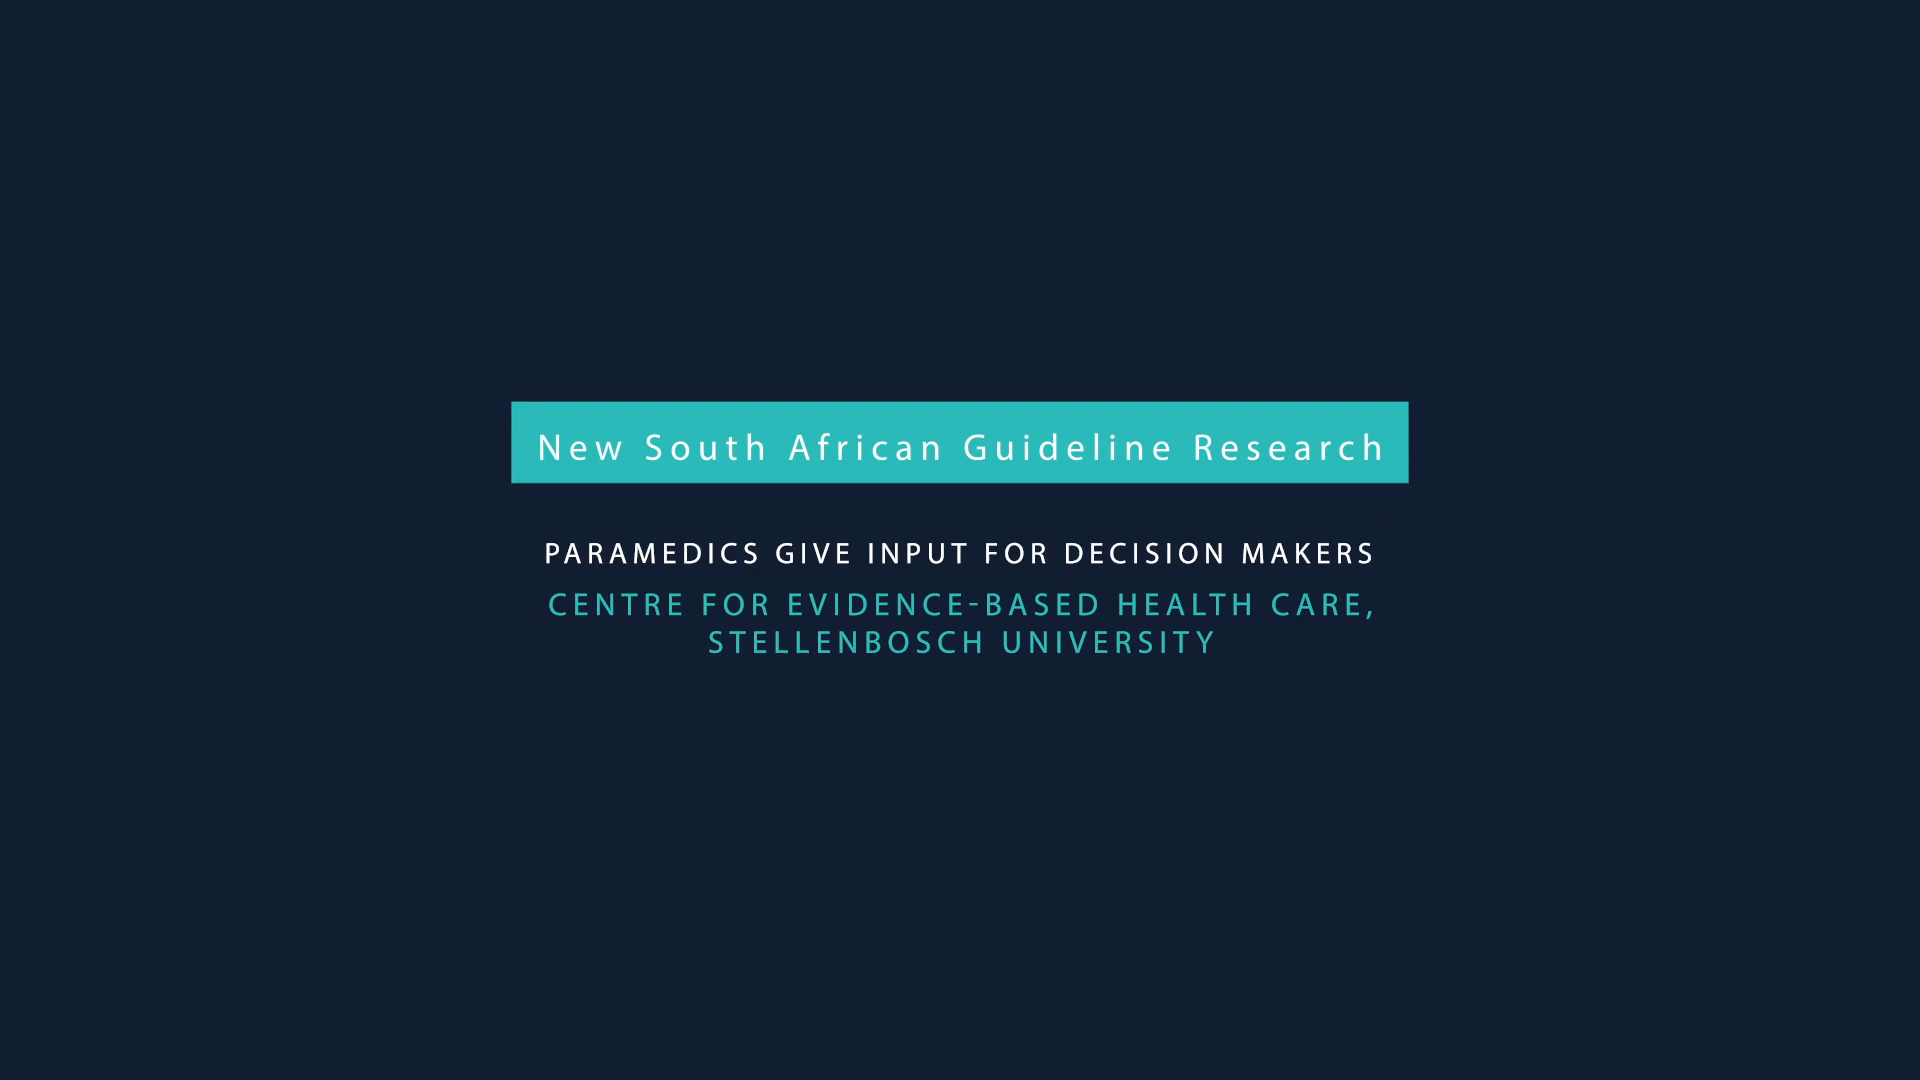 New South African Guideline Research
PARAMEDICS GIVE INPUT FOR DECISION MAKERS
CENTRE FOR EVIDENCE-BASED HEALTH CARE,
STELLENBOSCH UNIVERSITY